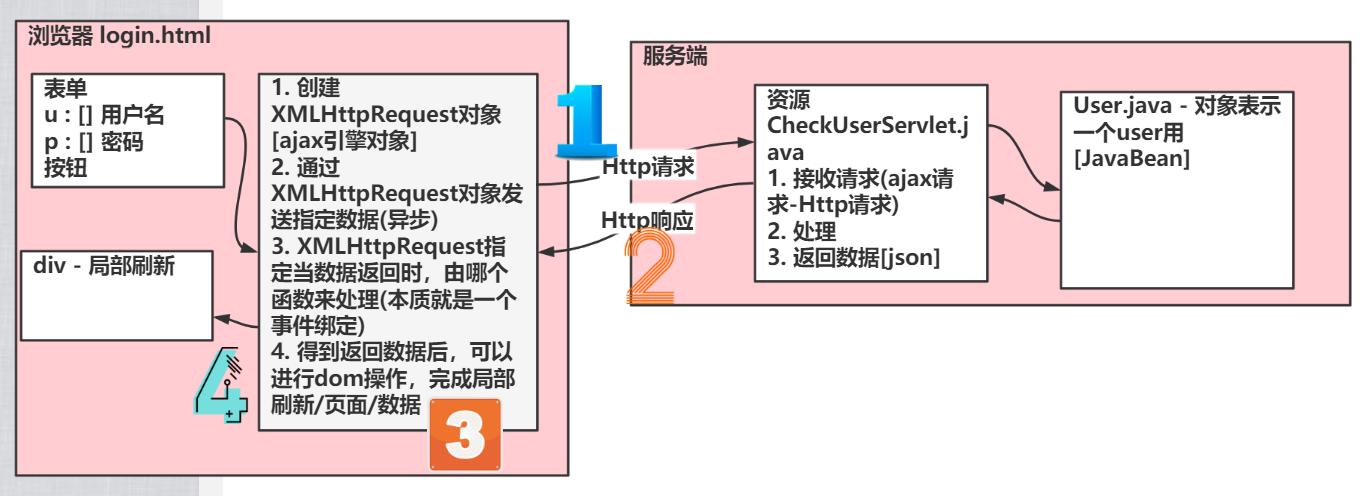 浏览器 login.html
表单
u : [] 用户名
p : [] 密码
按钮
div - 局部刷新
1. 创建
XMLHttpRequest对象
[ajax引擎对象]
2. 通过
XMLHttpRequest对象发
送指定数据(异步)
3. XMLHttpRequest指
定当数据返回时，由哪个
函数来处理(本质就是一个
事件绑定)
4. 得到返回数据后，可以
进行dom操作，完成局部
刷新/页面/数据
4
3
1
Http请求
Http响应
2
服务端
资源
CheckUserServlet.j
ava
1. 接收请求(ajax请
求-Http请求)
2. 处理
3. 返回数据[json]
User.java - 对象表示
一个user用
[JavaBean]